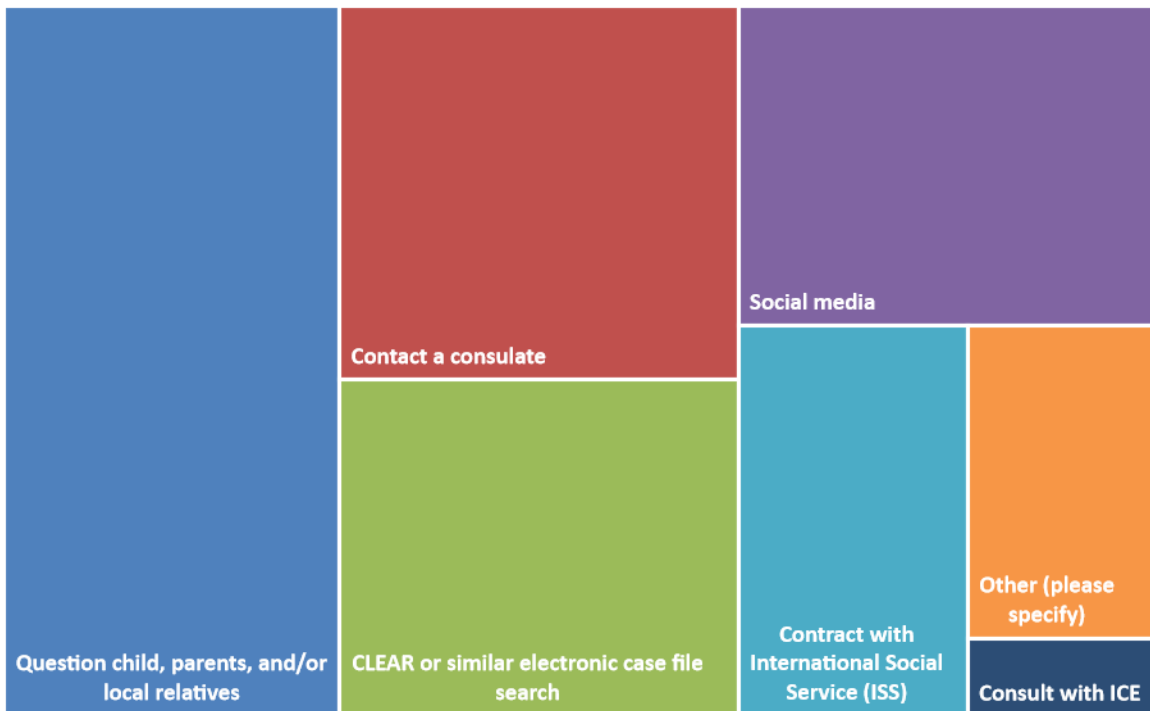 Question child, parents, and/or
local relatives
Contact a consulate
CLEAR or similar electronic case file
search
Social media
Contract with
International Social
Service (ISS)
Other (please
specify)
Consult with ICE